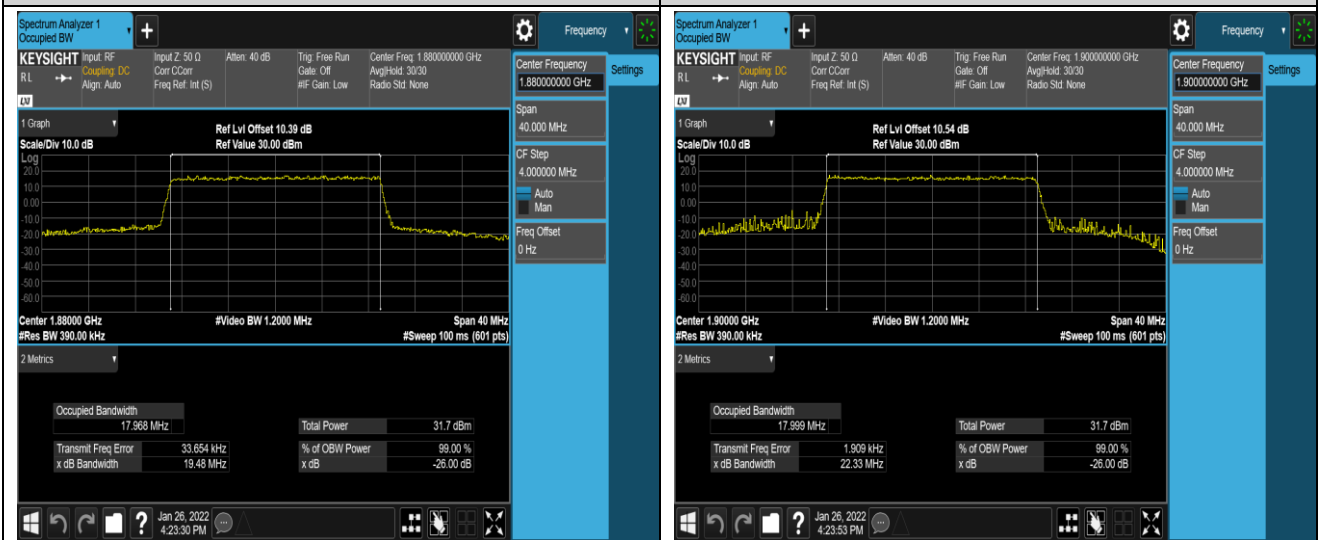 Spectrum Analyzer 1
Occupied BW
Frequency
KEYSIGHT
Input: RF
Coupling: DC
Align: Auto
Input Z: 50 Ω
Corr CCorr
Freq Ref: Int (S)
Atten: 40 dB
Trig: Free Run
Gate: Off
#IF Gain: Low
Center Freq: 1.880000000 GHz
Avg|Hold: 30/30
Radio Std: None
RL
LXI
Center Frequency
1.880000000 GHz
Settings
Span
40.000 MHz
CF Step
4.000000 MHz
Auto
Man
Freq Offset
0 Hz
1 Graph
Ref Lvl Offset 10.39 dB
Scale/Div 10.0 dB
Ref Value 30.00 dBm
Log
20.0
10.0
0.00
-10.0
-20.0
-30.0
-40.0
-50.0
-60.0
Center 1.88000 GHz
#Video BW 1.2000 MHz
Span 40 MHz
#Res BW 390.00 kHz
#Sweep 100 ms (601 pts)
2 Metrics
Occupied Bandwidth
17.968 MHz
Total Power 31.7 dBm
Transmit Freq Error 33.654 kHz
% of OBW Power 99.00 %
x dB Bandwidth 19.48 MHz
x dB -26.00 dB
Jan 26, 2022
4:23:30 PM
Spectrum Analyzer 1
Occupied BW
Frequency
KEYSIGHT
Input: RF
Coupling: DC
Align: Auto
Input Z: 50 Ω
Corr CCorr
Freq Ref: Int (S)
Atten: 40 dB
Trig: Free Run
Gate: Off
#IF Gain: Low
Center Freq: 1.900000000 GHz
Avg|Hold: 30/30
Radio Std: None
RL
LXI
Center Frequency
1.900000000 GHz
Settings
Span
40.000 MHz
CF Step
4.000000 MHz
Auto
Man
Freq Offset
0 Hz
1 Graph
Ref Lvl Offset 10.54 dB
Scale/Div 10.0 dB
Ref Value 30.00 dBm
Log
20.0
10.0
0.00
-10.0
-20.0
-30.0
-40.0
-50.0
-60.0
Center 1.90000 GHz
#Video BW 1.2000 MHz
Span 40 MHz
#Res BW 390.00 kHz
#Sweep 100 ms (601 pts)
2 Metrics
Occupied Bandwidth
17.999 MHz
Total Power 31.7 dBm
Transmit Freq Error 1.909 kHz
% of OBW Power 99.00 %
x dB Bandwidth 22.33 MHz
x dB -26.00 dB
Jan 26, 2022
4:23:53 PM